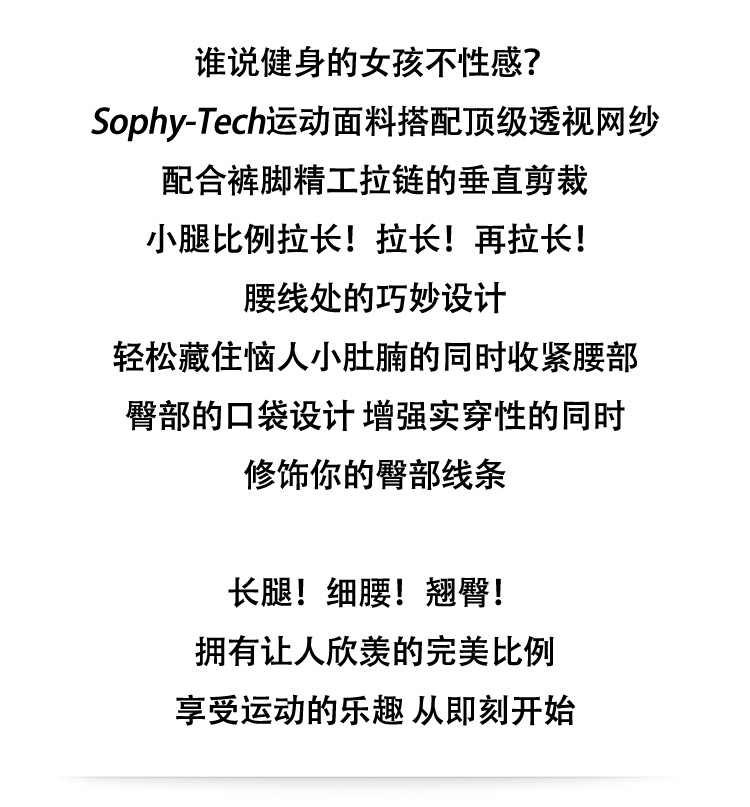 谁说健身的女孩不性感？
Sophy-Tech运动面料搭配顶级透视网纱
配合裤脚精工拉链的垂直剪裁
小腿比例拉长！拉长！再拉长！
腰线处的巧妙设计
轻松藏住恼人小肚腩的同时收紧腰部
臀部的口袋设计 增强实穿性的同时
修饰你的臀部线条
长腿！细腰！翘臀！
拥有让人欣羡的完美比例
享受运动的乐趣 从即刻开始